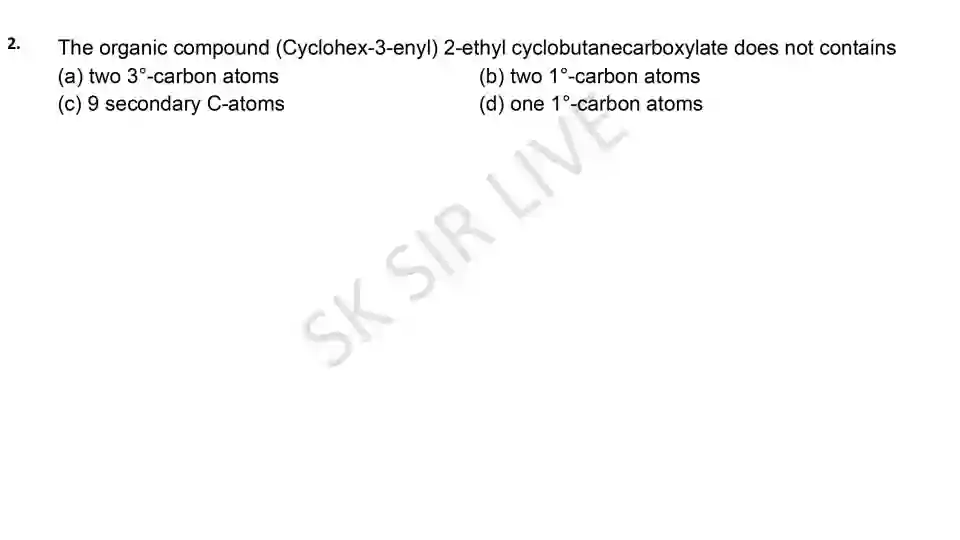 2. The organic compound (Cyclohex-3-enyl) 2-ethyl cyclobutanecarboxylate does not contains
(a) two 3°-carbon atoms (b) two 1°-carbon atoms
(c) 9 secondary C-atoms (d) one 1°-carbon atoms
SK SIR LIVE